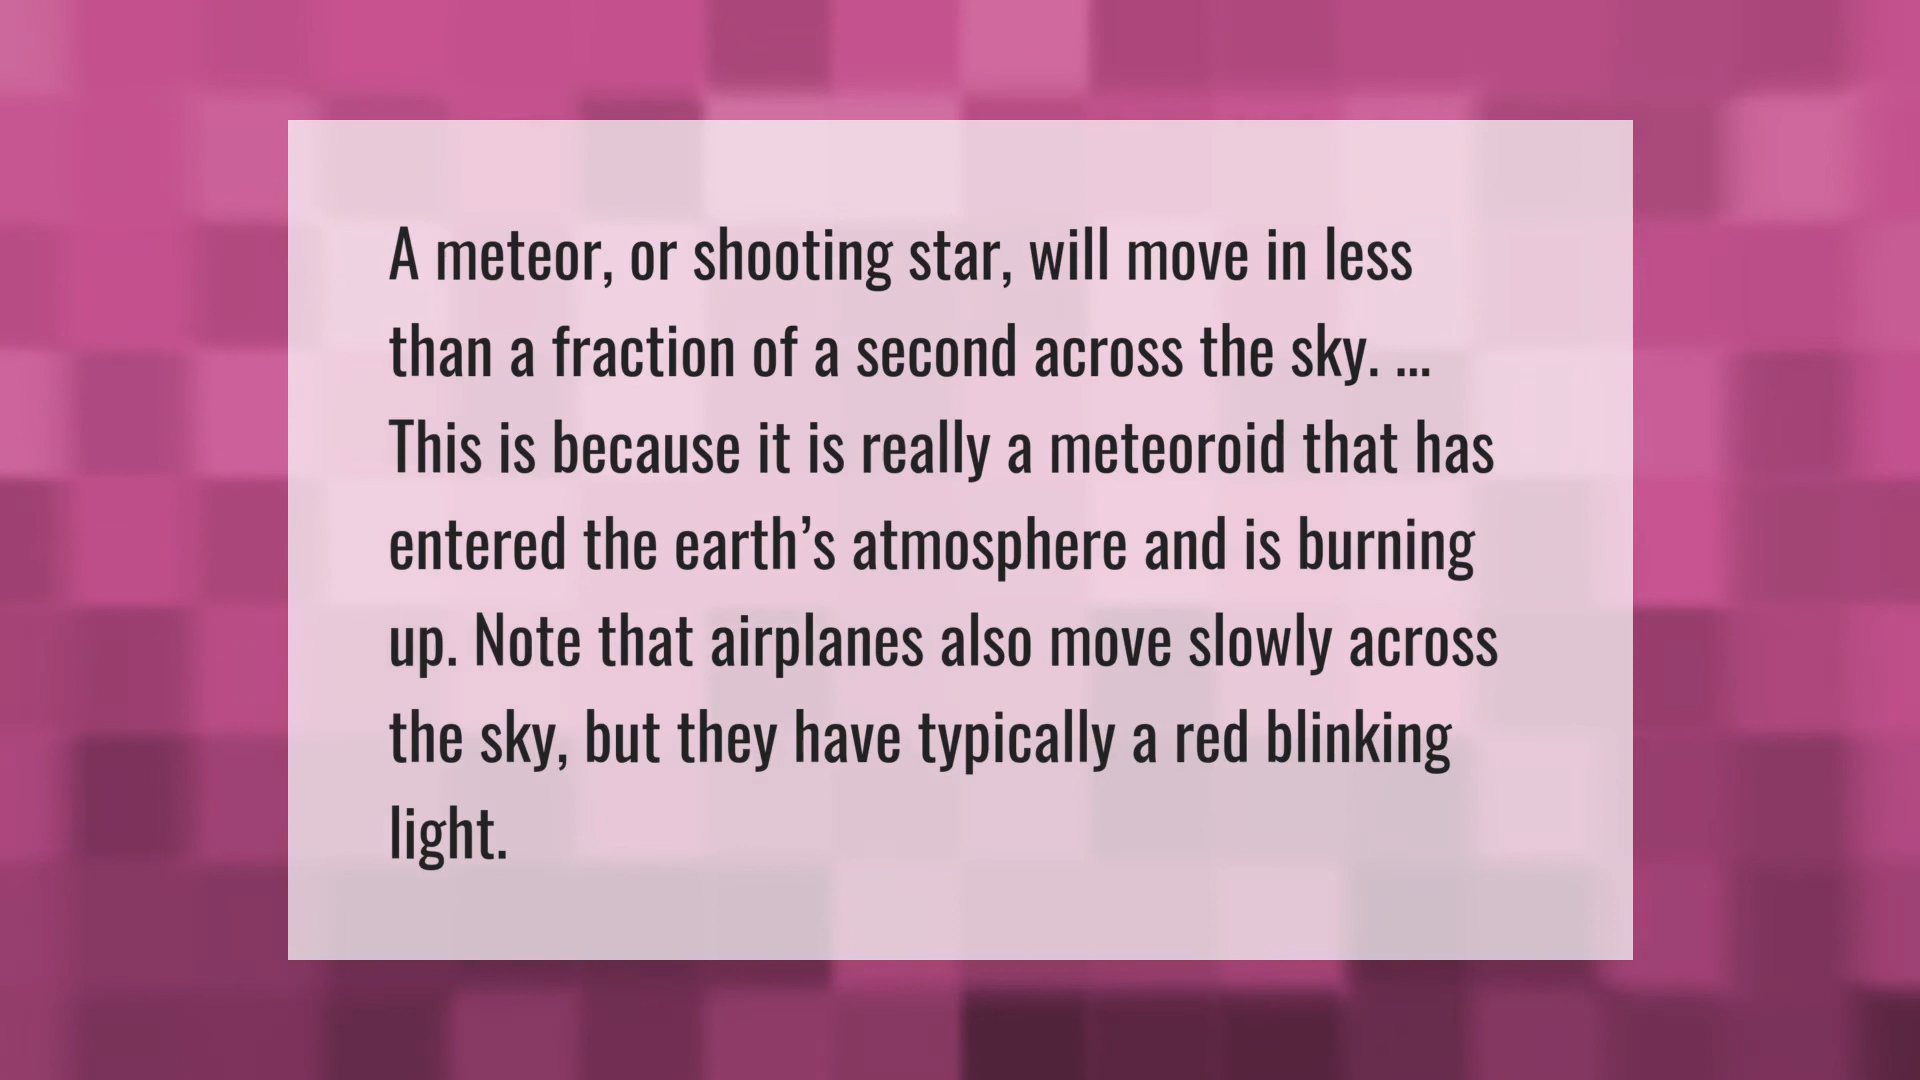 A meteor, or shooting star, will move in less
than a fraction of a second across the sky. ...
This is because it is really a meteoroid that has
entered the earth’s atmosphere and is burning
up. Note that airplanes also move slowly across
the sky, but they have typically a red blinking
light.